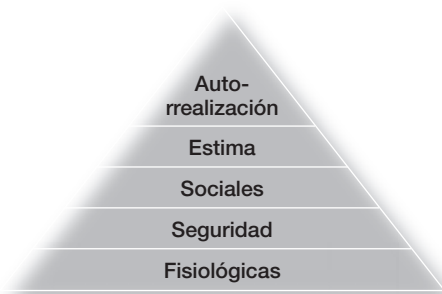 Auto-
rrealización
Estima
Sociales
Seguridad
Fisiológicas